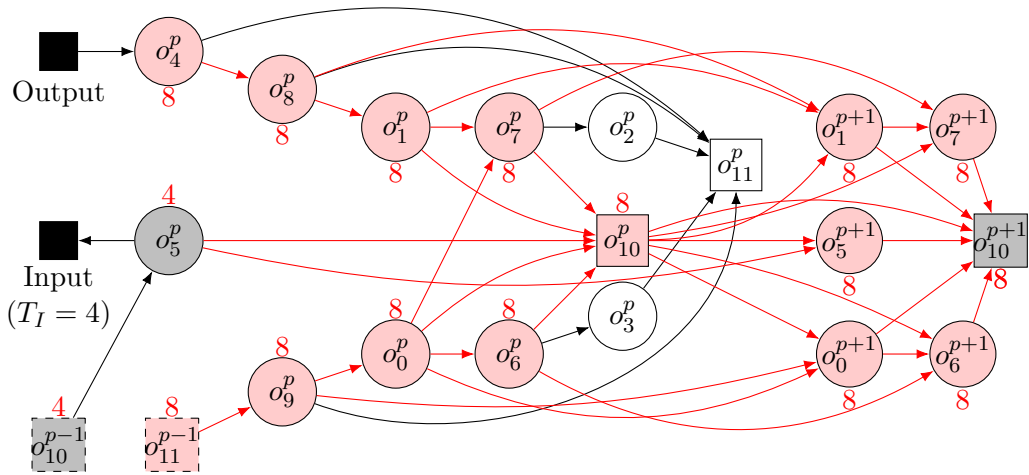 o_4^p
8
Output
o_8^p
8
o_1^p
8
o_7^p
8
o_2^p
o_11^p
o_1^{p+1}
8
o_7^{p+1}
8
4
o_5^p
Input
(T_I = 4)
8
o_10^p
o_5^{p+1}
8
o_10^{p+1}
8
8
o_9^p
8
o_0^p
8
o_6^p
o_3^p
o_0^{p+1}
8
o_6^{p+1}
8
4
o_10^{p-1}
8
o_11^{p-1}